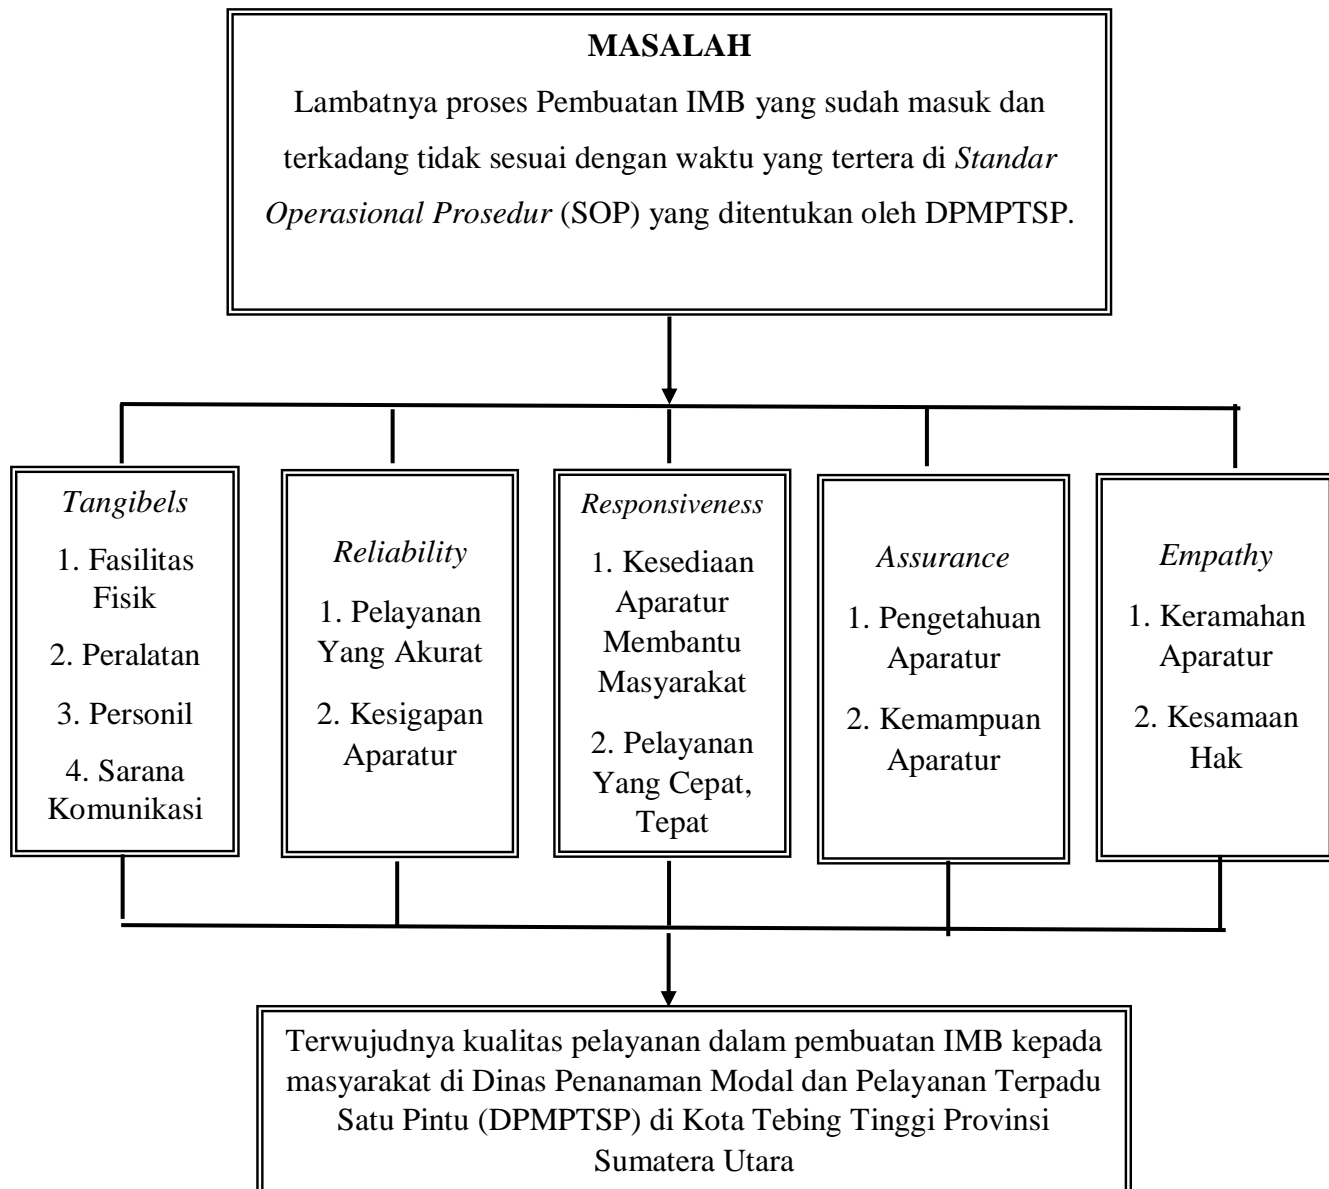 MASALAH
Lambatnya proses Pembuatan IMB yang sudah masuk dan
terkadang tidak sesuai dengan waktu yang tertera di Standar
Operasional Prosedur (SOP) yang ditentukan oleh DPMPTSP.
Tangibels
1. Fasilitas
Fisik
2. Peralatan
3. Personil
4. Sarana
Komunikasi
Reliability
1. Pelayanan
Yang Akurat
2. Kesigapan
Aparatur
Responsiveness
1. Kesediaan
Aparatur
Membantu
Masyarakat
2. Pelayanan
Yang Cepat,
Tepat
Assurance
1. Pengetahuan
Aparatur
2. Kemampuan
Aparatur
Empathy
1. Keramahan
Aparatur
2. Kesamaan
Hak
Terwujudnya kualitas pelayanan dalam pembuatan IMB kepada
masyarakat di Dinas Penanaman Modal dan Pelayanan Terpadu
Satu Pintu (DPMPTSP) di Kota Tebing Tinggi Provinsi
Sumatera Utara